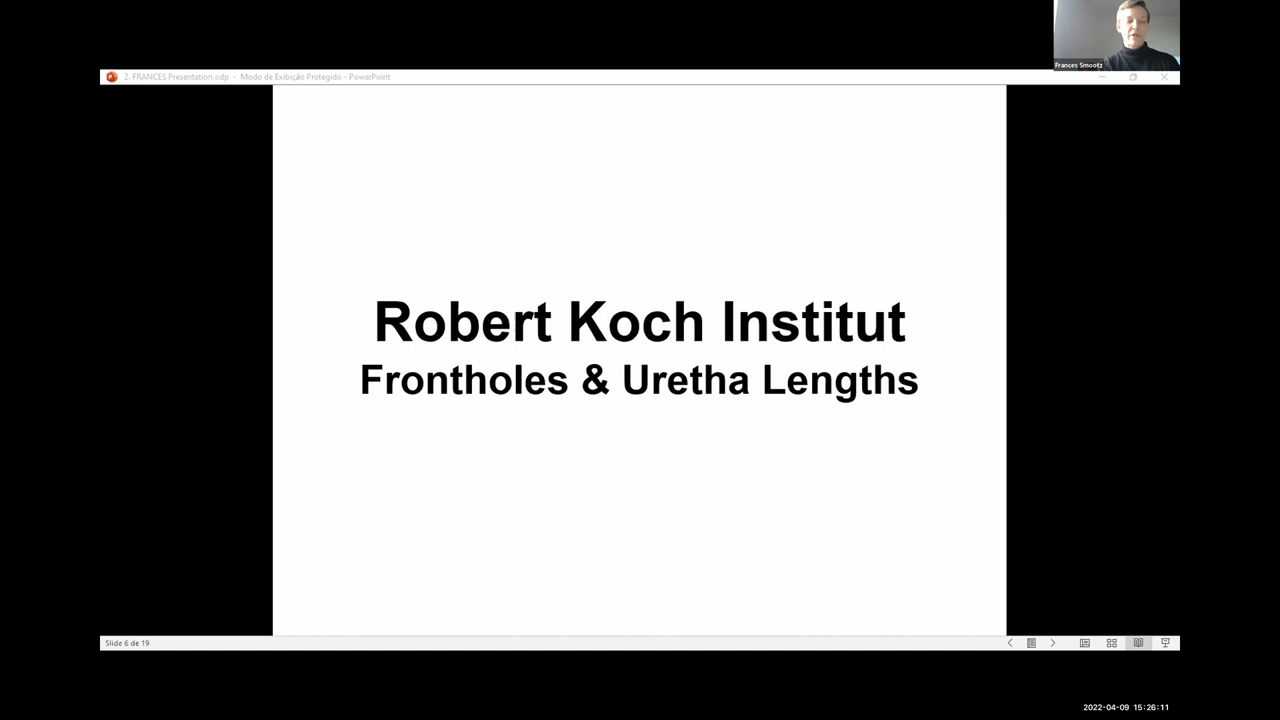 Frances Smootz
2. FRANCES Presentation.odp - Modo de Exibição Protegido - PowerPoint
Robert Koch Institut
Frontholes & Uretha Lengths
Slide 6 de 19
2022-04-09 15:26:11